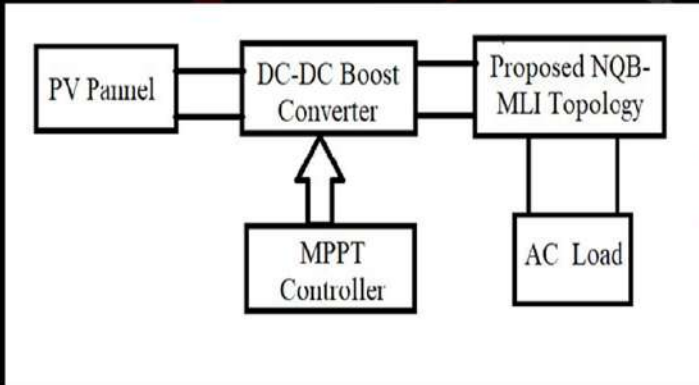 PV Pannel
DC-DC Boost
Converter
Proposed NQB-
MLI Topology
MPPT
Controller
AC Load